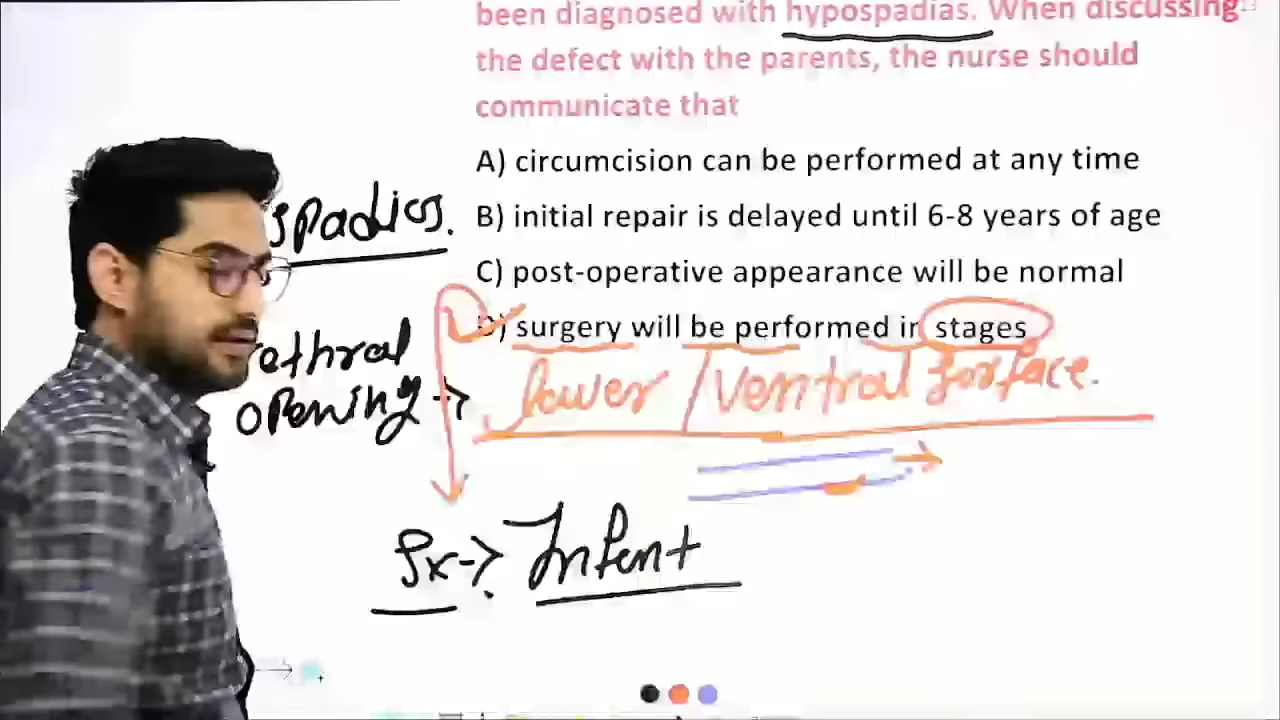 been diagnosed with hypospadias. When discussing
the defect with the parents, the nurse should
communicate that
A) circumcision can be performed at any time
B) initial repair is delayed until 6-8 years of age
C) post-operative appearance will be normal
D) surgery will be performed in stages
spadias.
ethral
opening →
lower / ventral surface.
Sx → Infant